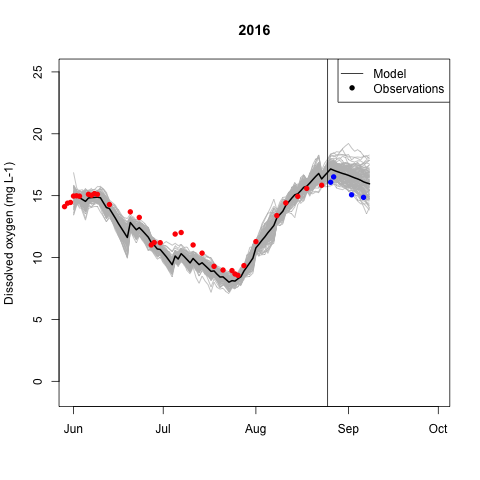 2016
Model
Observations
Dissolved oxygen (mg L-1)
25
20
15
10
5
0
Jun
Jul
Aug
Sep
Oct